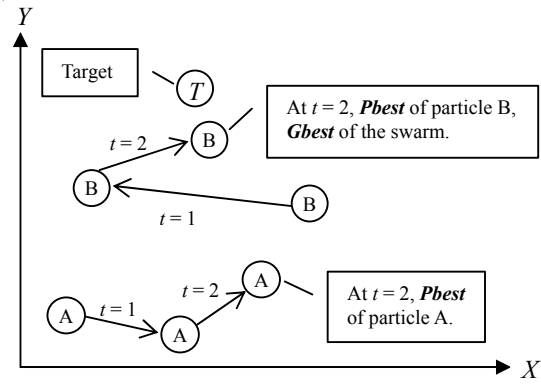 Y
Target
T
At t = 2, Pbest of particle B,
Gbest of the swarm.
B
t = 2
B
B
t = 1
A
t = 2
At t = 2, Pbest
of particle A.
A
t = 1
A
X